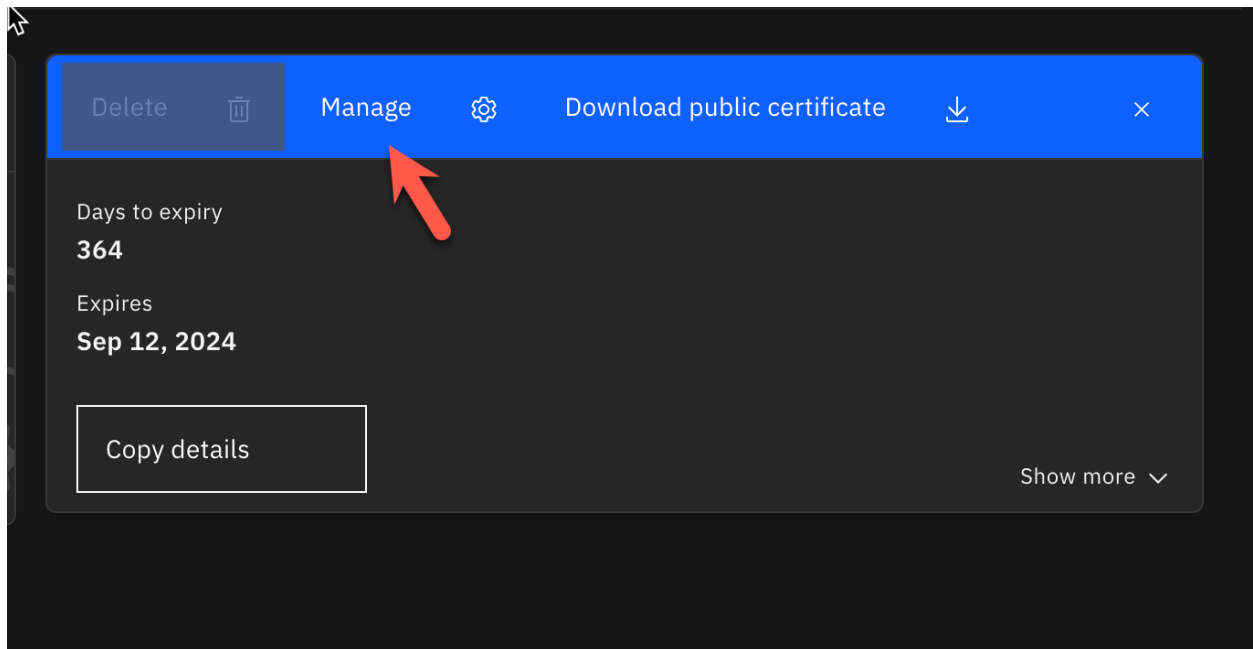 Delete Manage Download public certificate
Days to expiry
364
Expires
Sep 12, 2024
Copy details
Show more